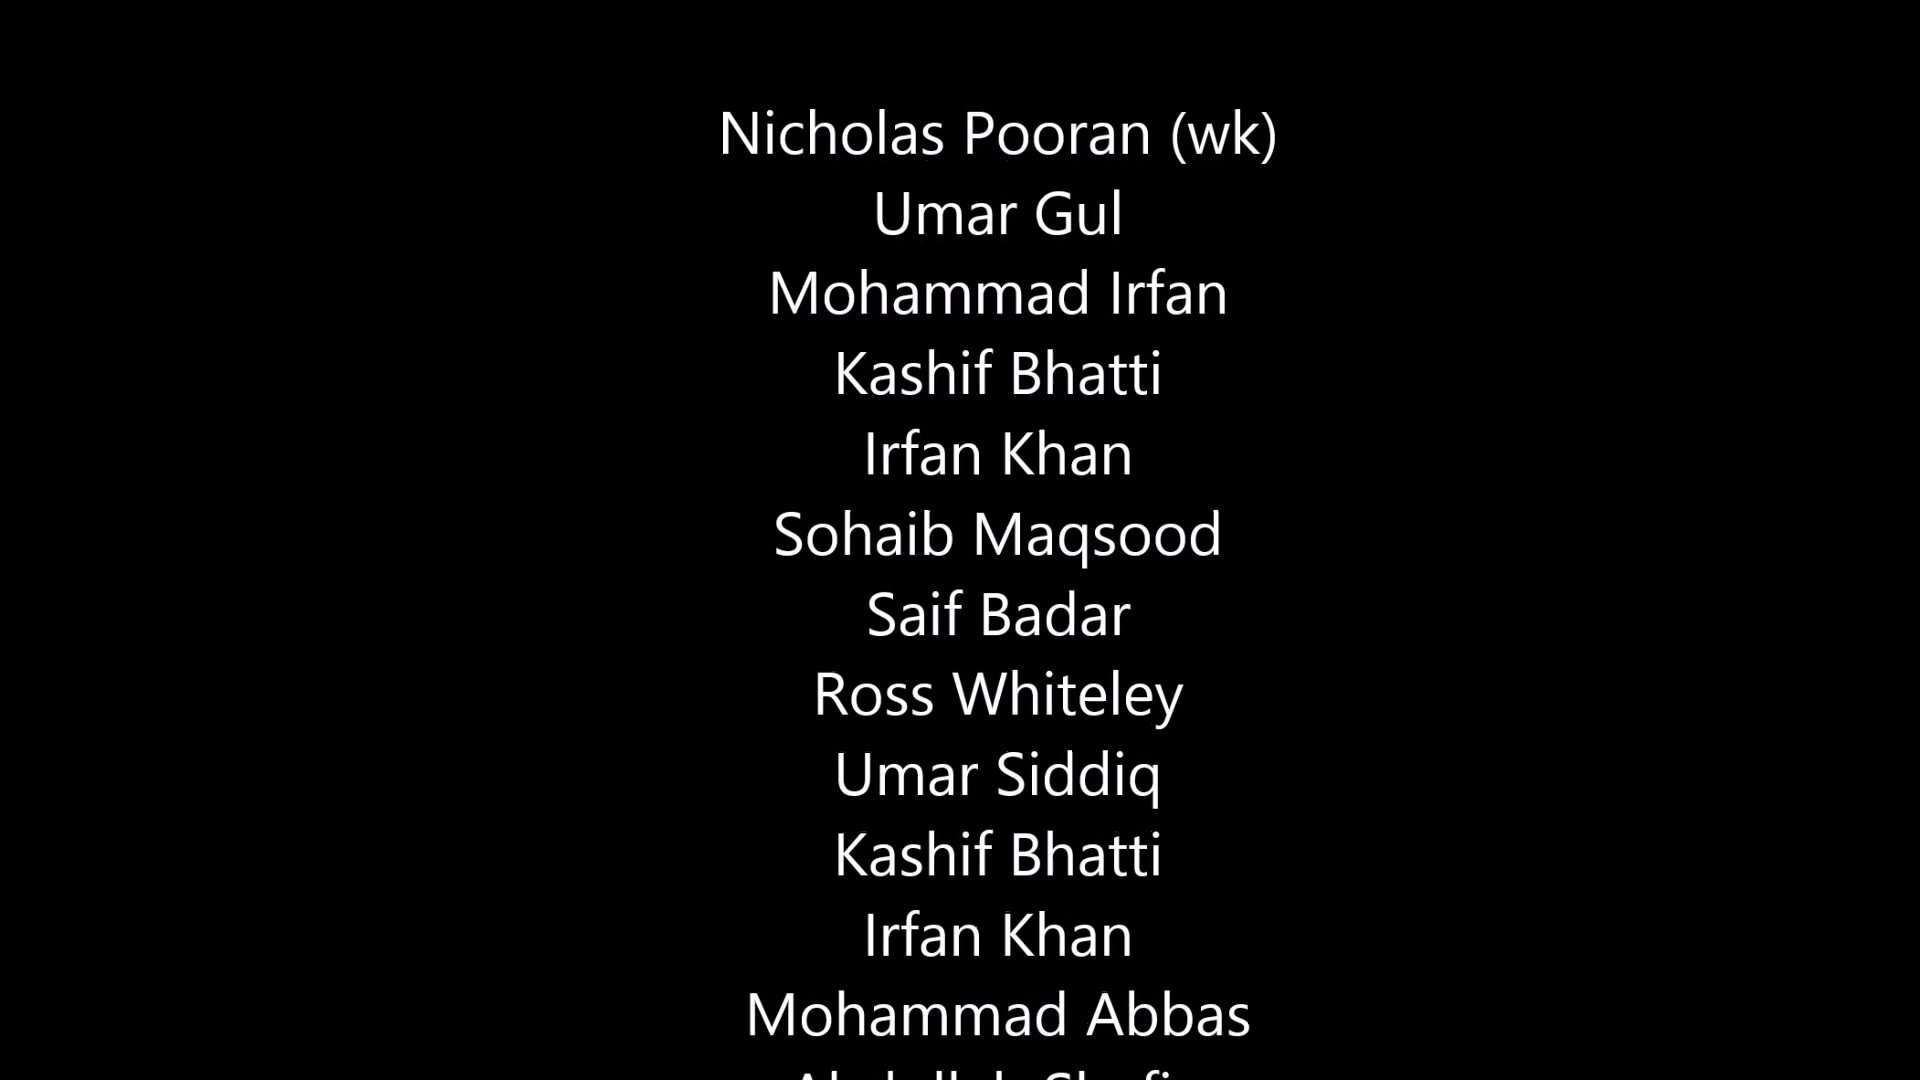 Nicholas Pooran (wk)
Umar Gul
Mohammad Irfan
Kashif Bhatti
Irfan Khan
Sohaib Maqsood
Saif Badar
Ross Whiteley
Umar Siddiq
Kashif Bhatti
Irfan Khan
Mohammad Abbas